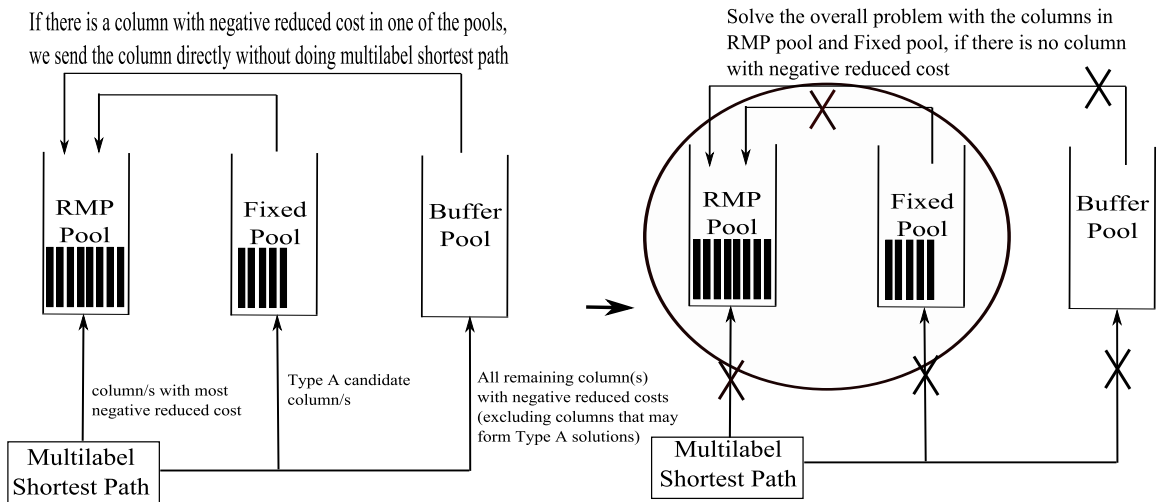 If there is a column with negative reduced cost in one of the pools,
we send the column directly without doing multilabel shortest path
RMP
Pool
Fixed
Pool
Buffer
Pool
column/s with most
negative reduced cost
Type A candidate
column/s
All remaining column(s)
with negative reduced costs
(excluding columns that may
form Type A solutions)
Multilabel
Shortest Path
Solve the overall problem with the columns in
RMP pool and Fixed pool, if there is no column
with negative reduced cost
RMP
Pool
Fixed
Pool
Buffer
Pool
Multilabel
Shortest Path